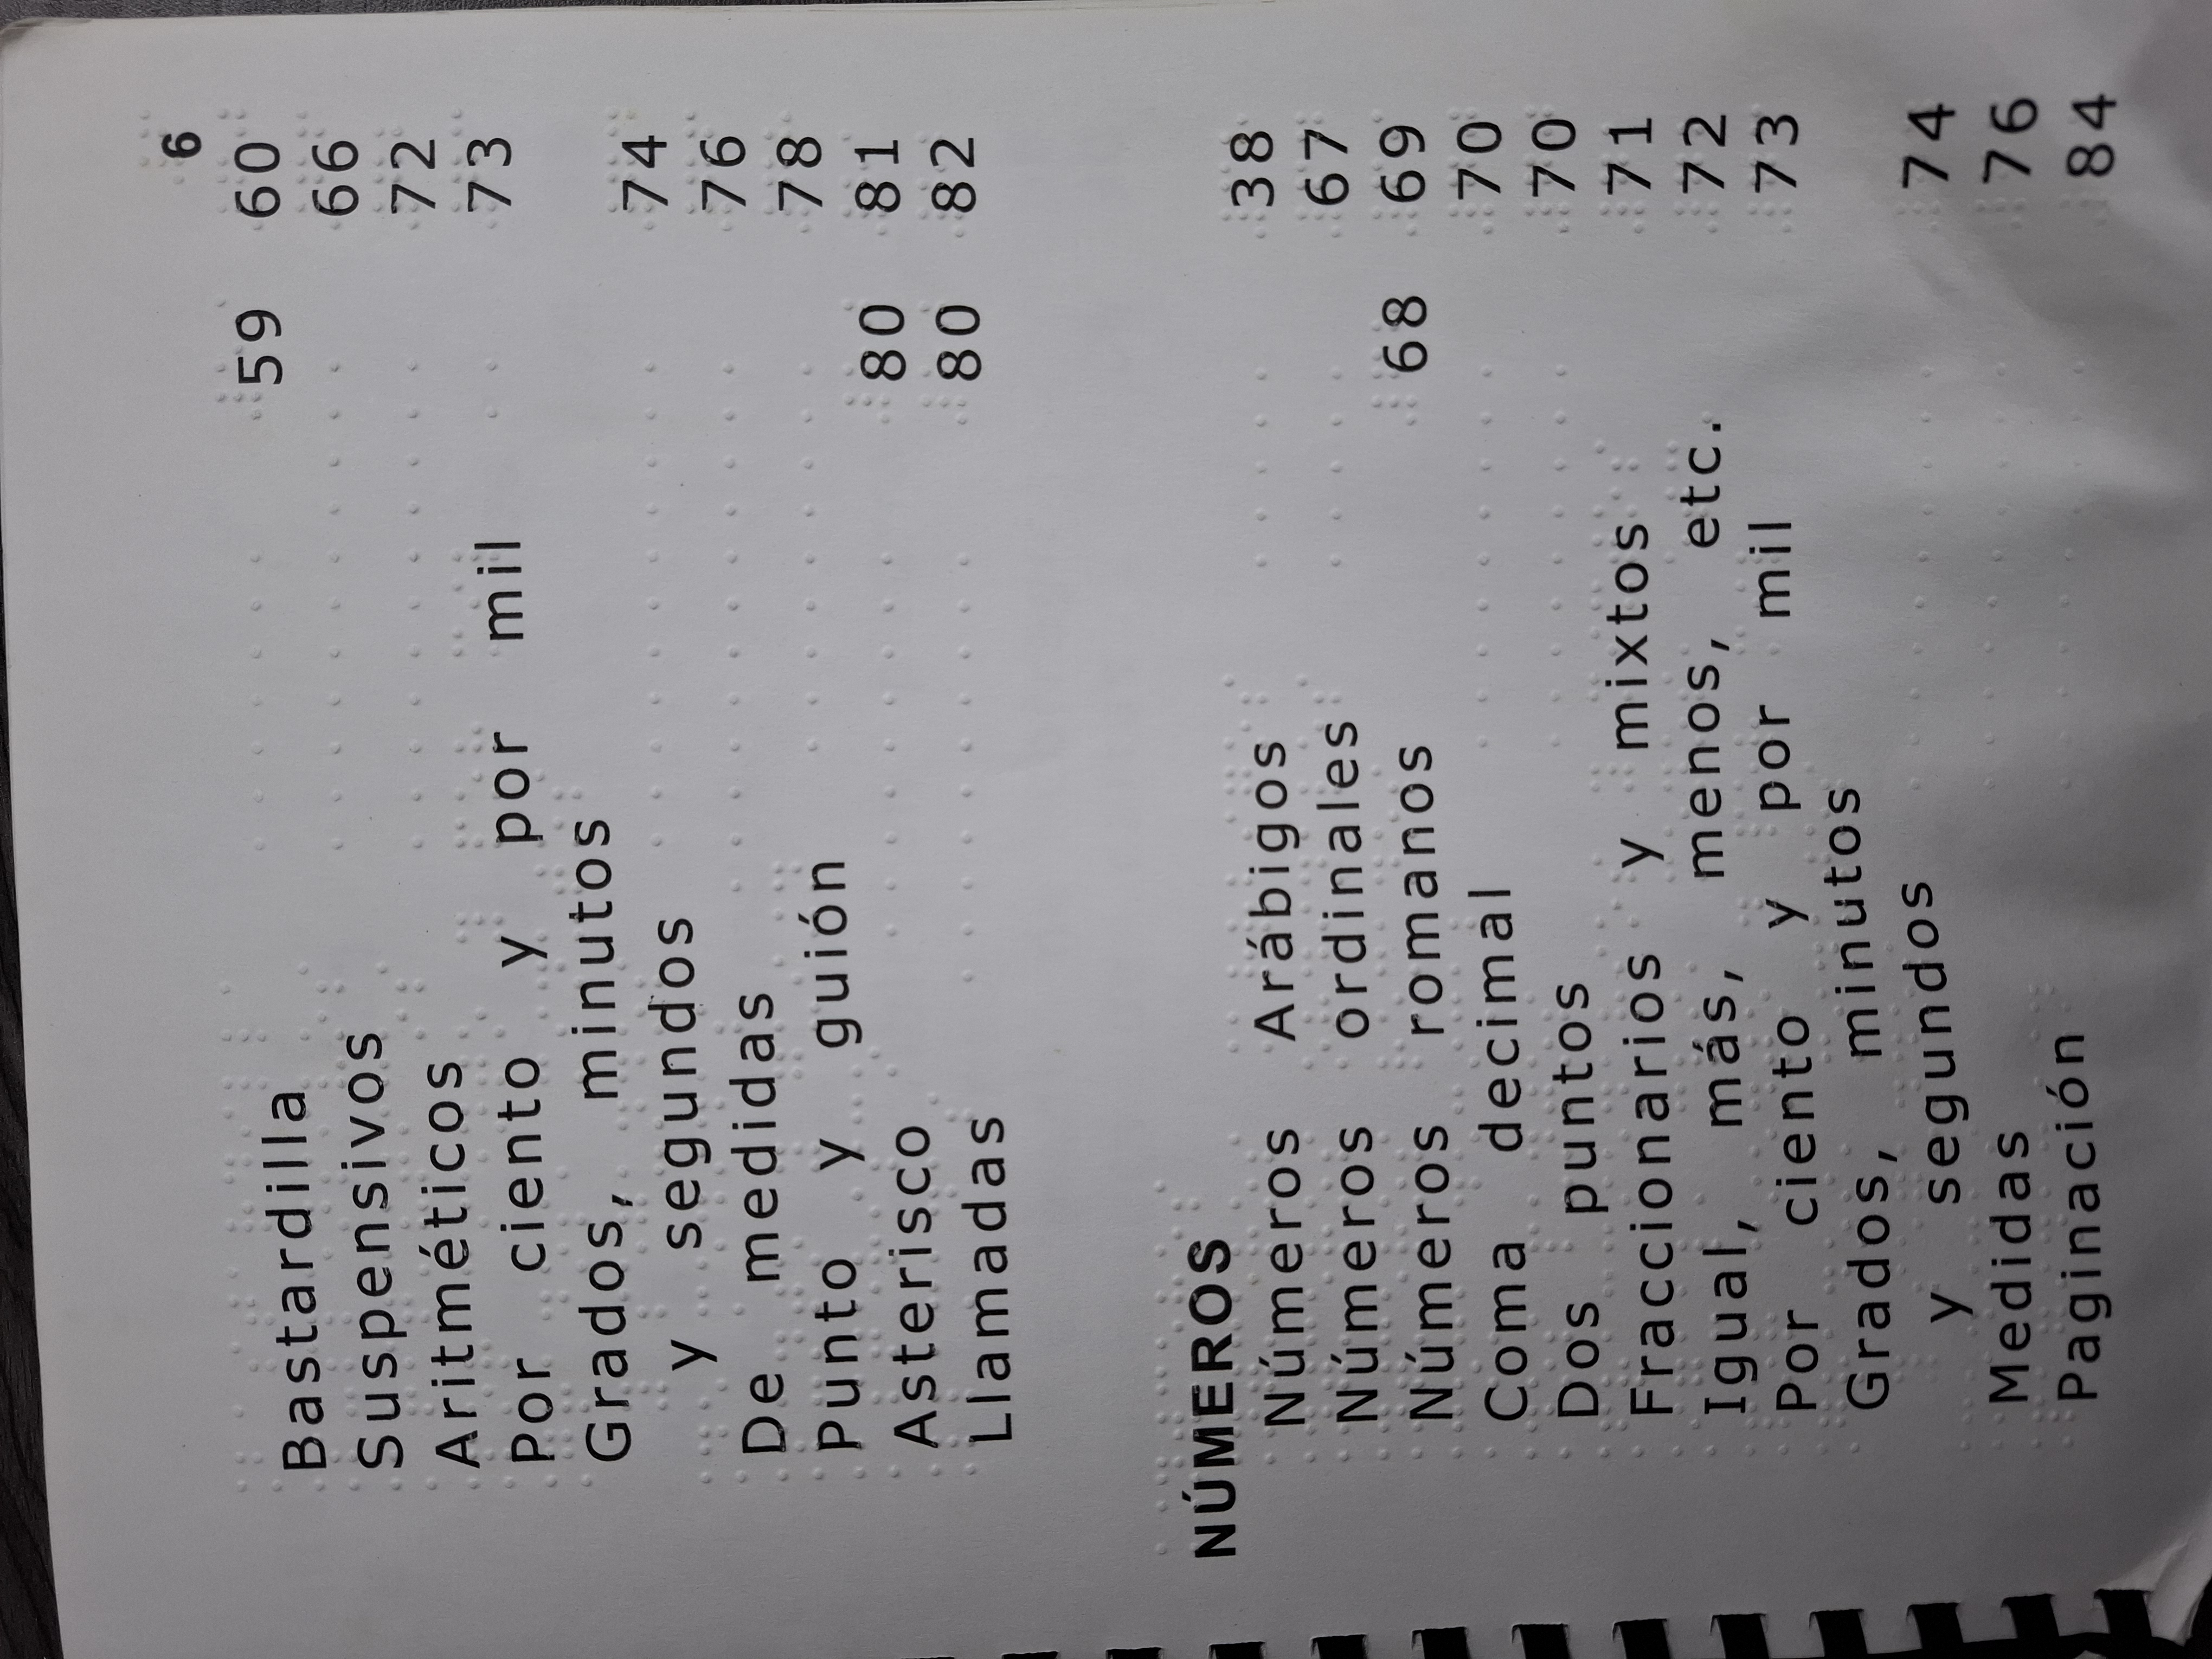 6
Bastardilla 59 60
Suspensivos 66
Aritméticos 72
Por ciento y por mil 73
Grados, minutos
y segundos 74
De medidas 76
Punto y guión 78
Asterisco 80 81
Llamadas 80 82
NÚMEROS
Números Arábigos 38
Números ordinales 67
Números romanos 68 69
Coma decimal 70
Dos puntos 70
Fraccionarios y mixtos 71
Igual, más, menos, etc. 72
Por ciento y por mil 73
Grados, minutos
y segundos 74
Medidas 76
Paginación 84